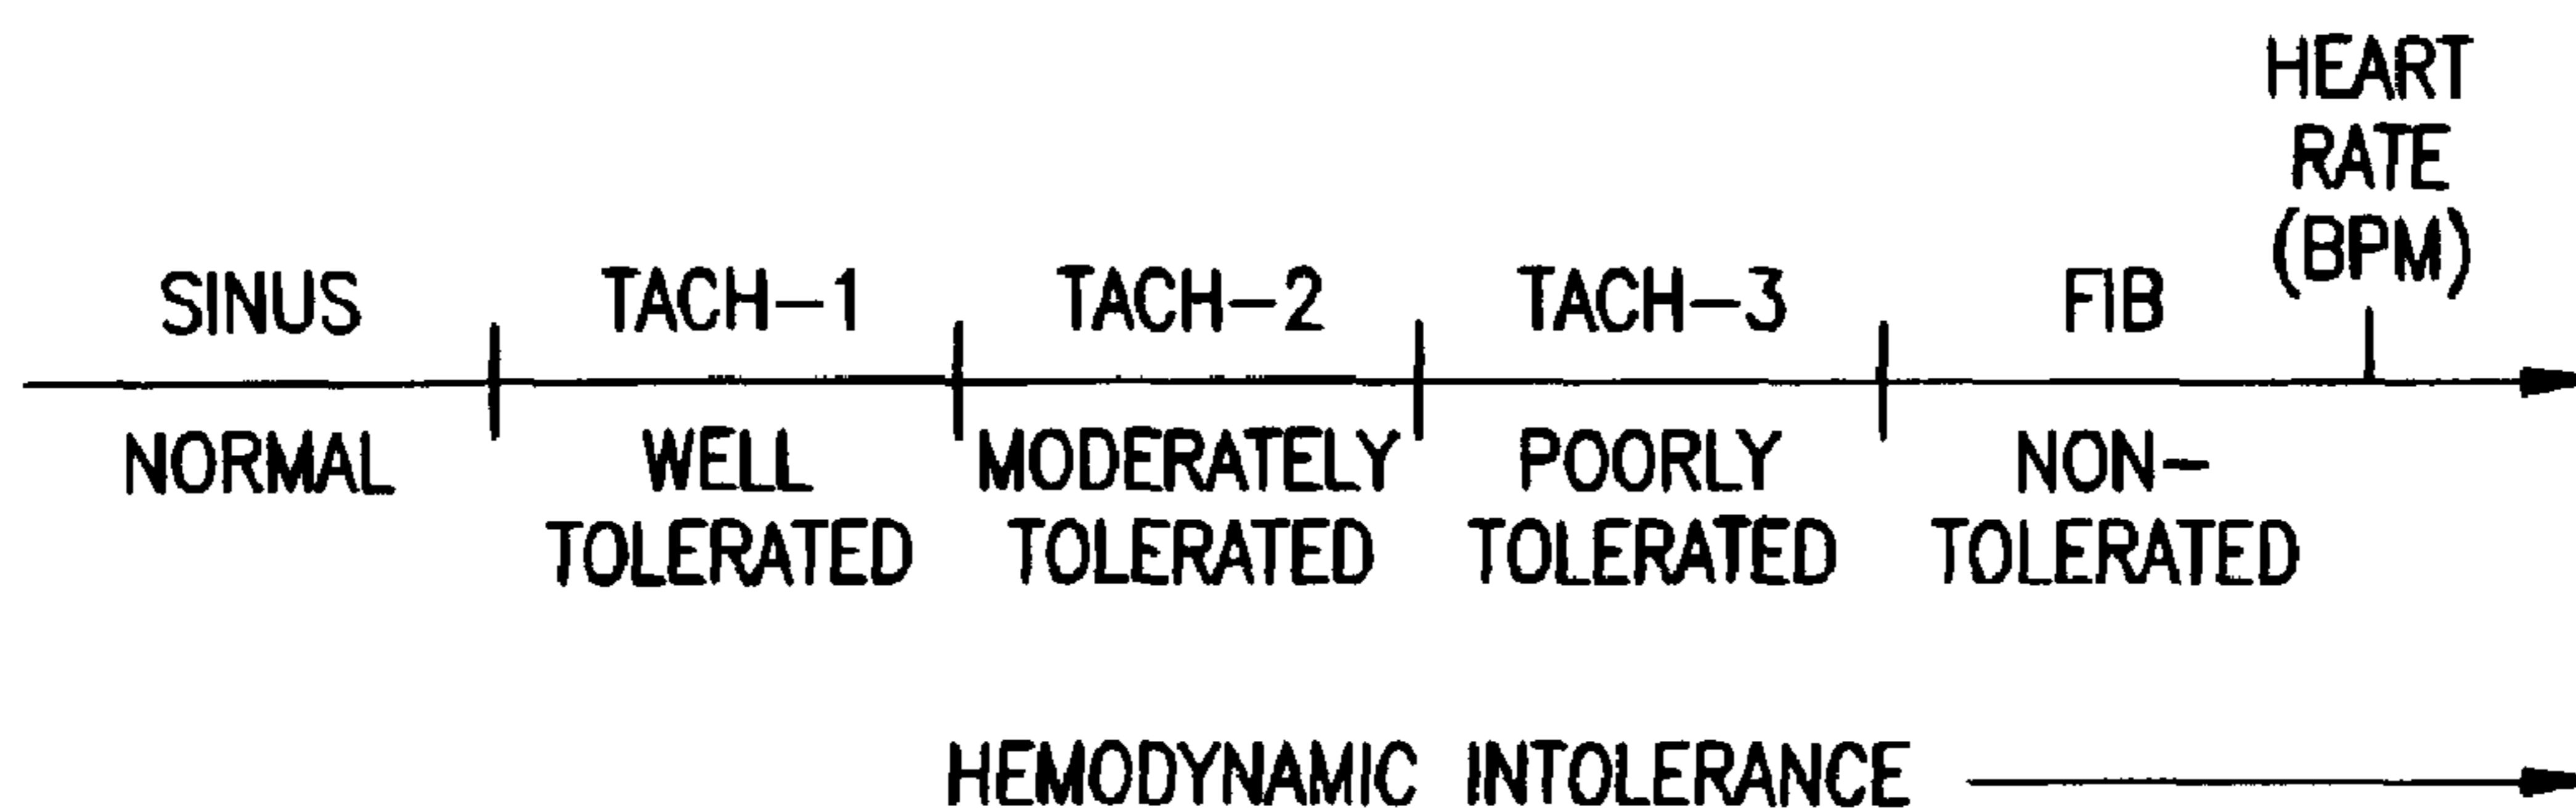 HEART
RATE
(BPM)
SINUS TACH-1 TACH-2 TACH-3 FIB
NORMAL WELL MODERATELY POORLY NON-
TOLERATED TOLERATED TOLERATED TOLERATED
HEMODYNAMIC INTOLERANCE